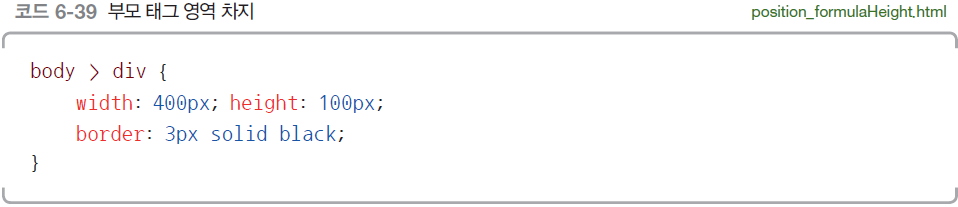 코드 6-39 부모 태그 영역 차지 position_formulaHeight.html
body > div {
    width: 400px; height: 100px;
    border: 3px solid black;
}